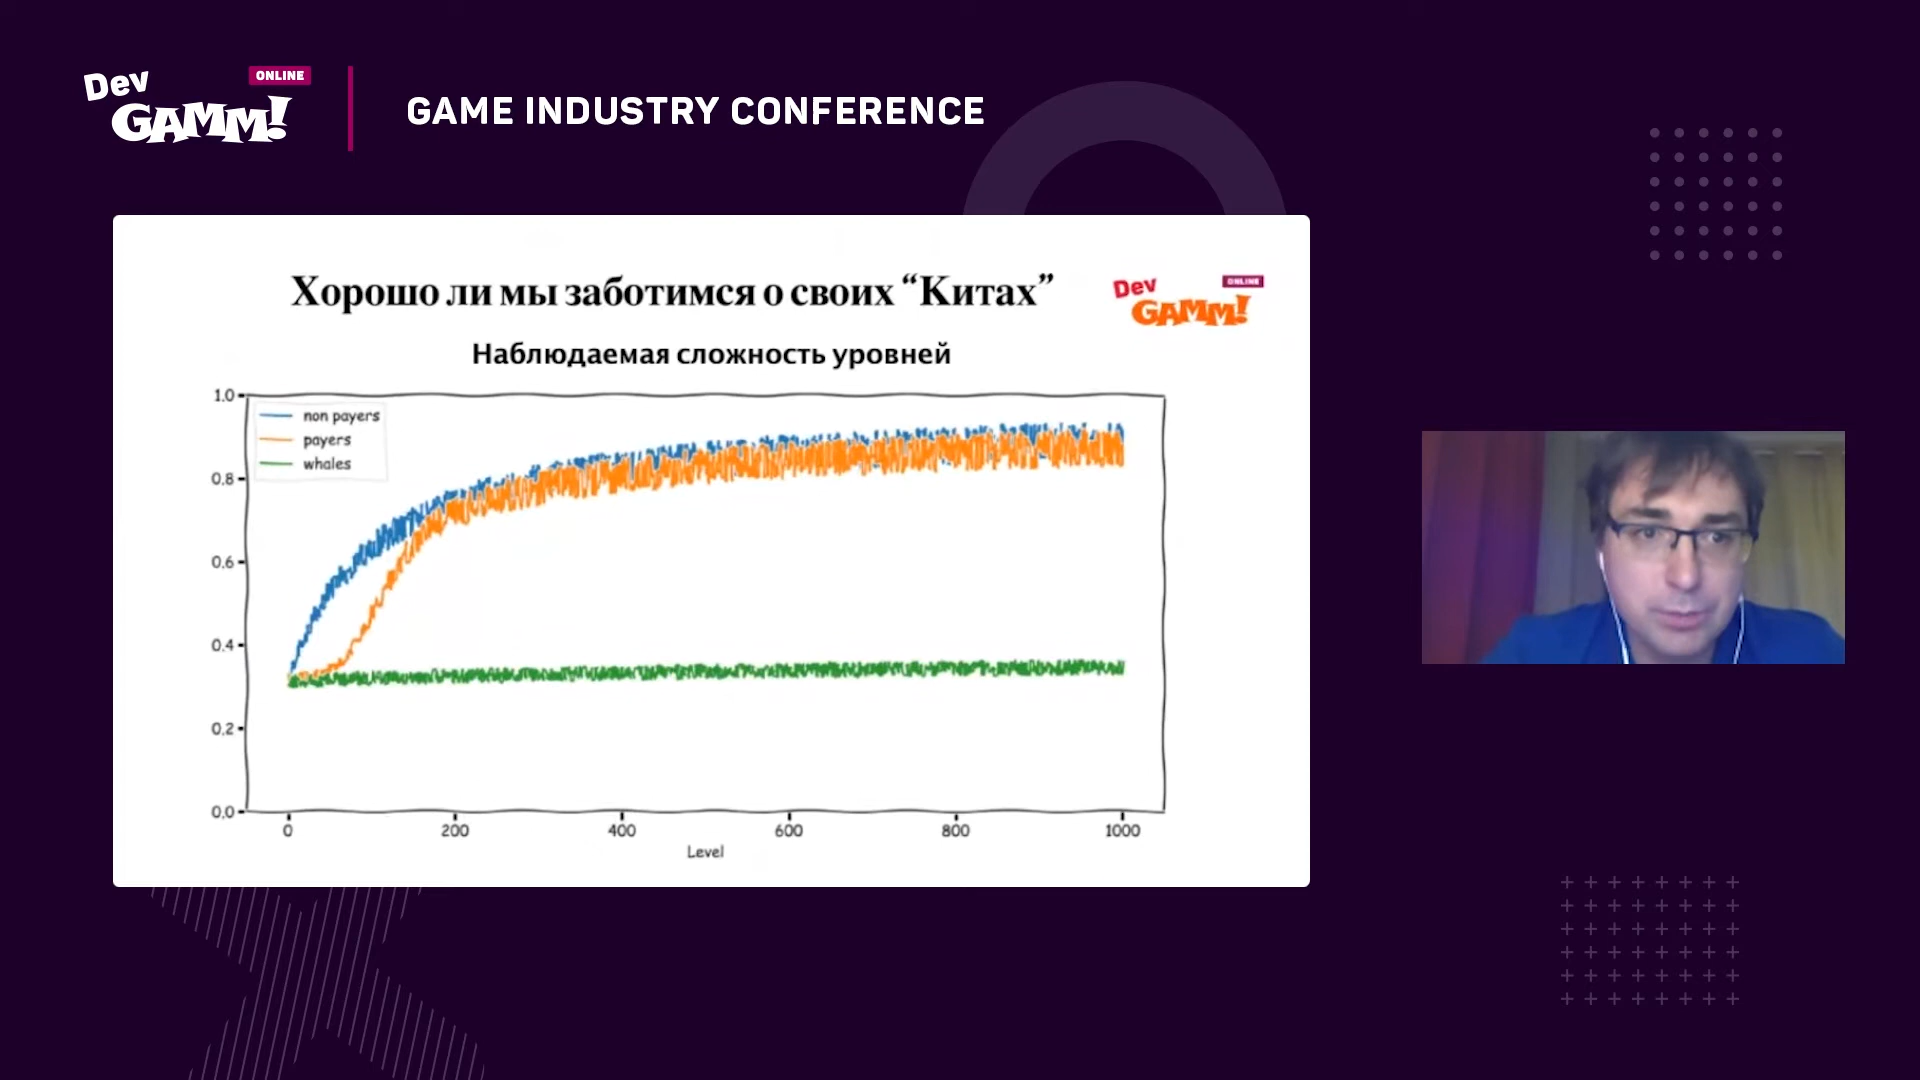 Dev
GAMM!
ONLINE
GAME INDUSTRY CONFERENCE
Хорошо ли мы заботимся о своих “Китах”
Dev
GAMM!
ONLINE
Наблюдаемая сложность уровней
1.0
0.8
0.6
0.4
0.2
0.0
non payers
payers
whales
0 200 400 600 800 1000
Level